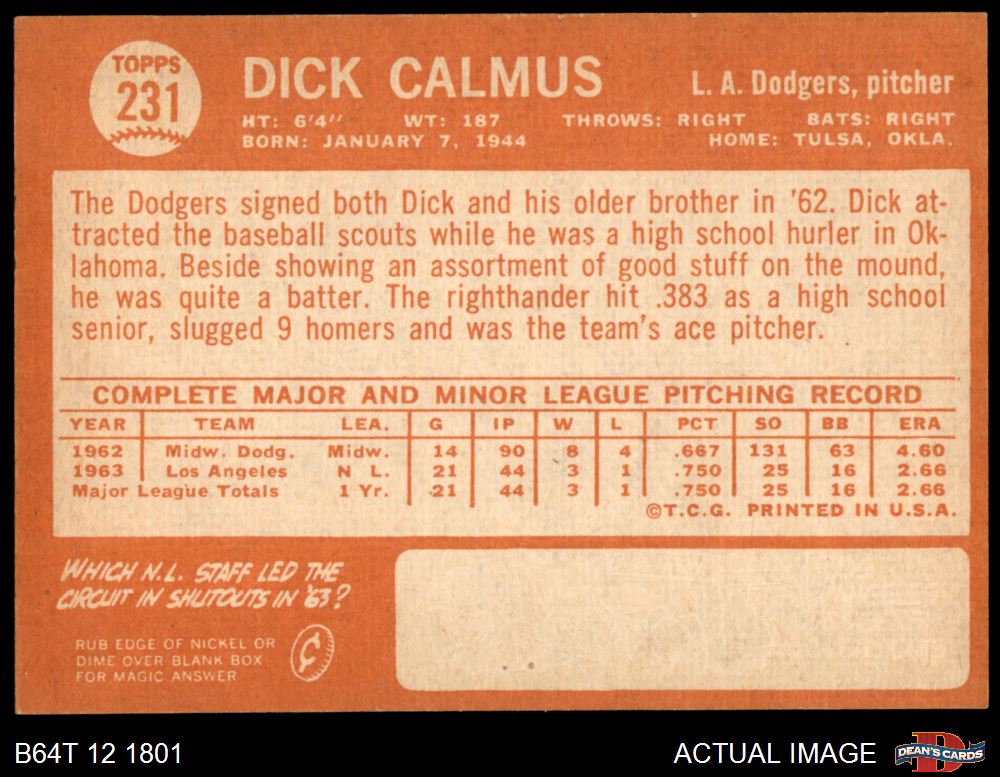 TOPPS
231
DICK CALMUS
L. A. Dodgers, pitcher
HT: 6'4" WT: 187 THROWS: RIGHT BATS: RIGHT
BORN: JANUARY 7, 1944 HOME: TULSA, OKLA.
The Dodgers signed both Dick and his older brother in '62. Dick at-
tracted the baseball scouts while he was a high school hurler in Ok-
lahoma. Beside showing an assortment of good stuff on the mound,
he was quite a batter. The righthander hit .383 as a high school
senior, slugged 9 homers and was the team's ace pitcher.
COMPLETE MAJOR AND MINOR LEAGUE PITCHING RECORD
YEAR TEAM LEA. G IP W L PCT SO BB ERA
1962 Midw. Dodg. Midw. 14 90 8 4 .667 131 63 4.60
1963 Los Angeles N L. 21 44 3 1 .750 25 16 2.66
Major League Totals 1 Yr. 21 44 3 1 .750 25 16 2.66
©T.C.G. PRINTED IN U.S.A.
WHICH N.L. STAFF LED THE
CIRCUIT IN SHUTOUTS IN '63?
RUB EDGE OF NICKEL OR
DIME OVER BLANK BOX
FOR MAGIC ANSWER
¢
B64T 12 1801
ACTUAL IMAGE
DEAN'S CARDS